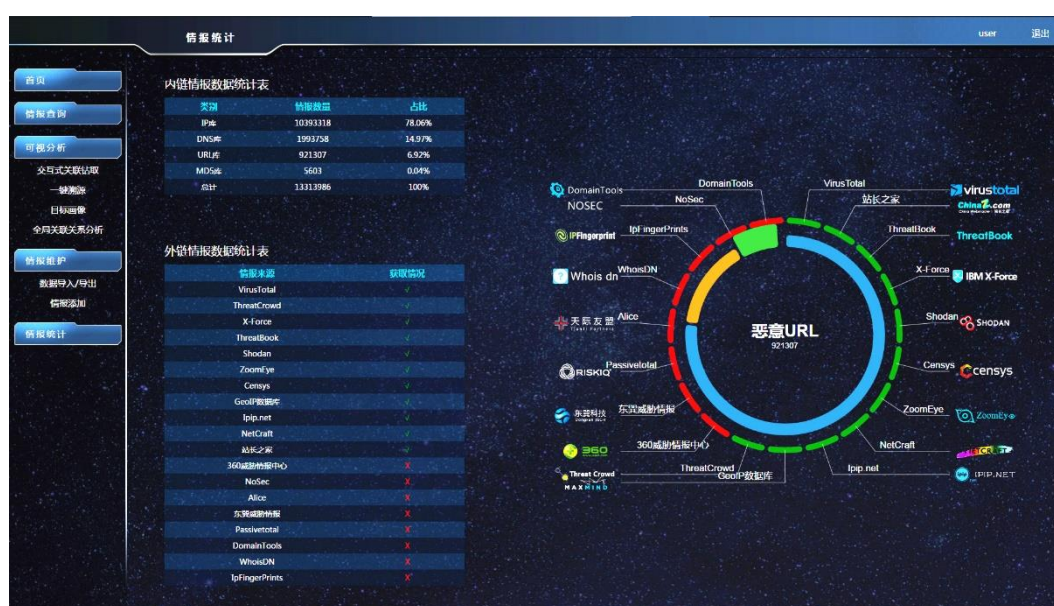 情报统计
user 退出
首页
情报查询
可视分析
交互式关联钻取
一键溯源
目标画像
全局关联关系分析
情报维护
数据导入/导出
情报添加
情报统计
内链情报数据统计表
类别 情报数量 占比
IP库 10393318 78.06%
DNS库 1993758 14.97%
URL库 921307 6.92%
MD5库 5603 0.04%
总计 13313986 100%
外链情报数据统计表
情报来源 获取情况
VirusTotal √
ThreatCrowd √
X-Force √
ThreatBook √
Shodan √
ZoomEye √
Censys √
GeoIP数据库 √
Ipip.net √
NetCraft √
站长之家 √
360威胁情报中心 X
NoSec X
Alice X
东巽威胁情报 X
Passivetotal X
DomainTools X
WhoisDN X
IpFingerPrints X
DomainTools DomainTools VirusTotal virustotal
NOSEC NoSec 站长之家 ChinaZ.com
IPFingerprint IpFingerPrints ThreatBook ThreatBook
Whois dn WhoisDN X-Force IBM X-Force
天际友盟 Alice Shodan SHODAN
RISKIQ Passivetotal Censys censys
东巽科技 东巽威胁情报 ZoomEye ZoomEye
360 360威胁情报中心 NetCraft NETCRAFT
Threat Crowd ThreatCrowd Ipip.net IPIP.NET
MAXMIND GeoIP数据库
恶意URL
921307